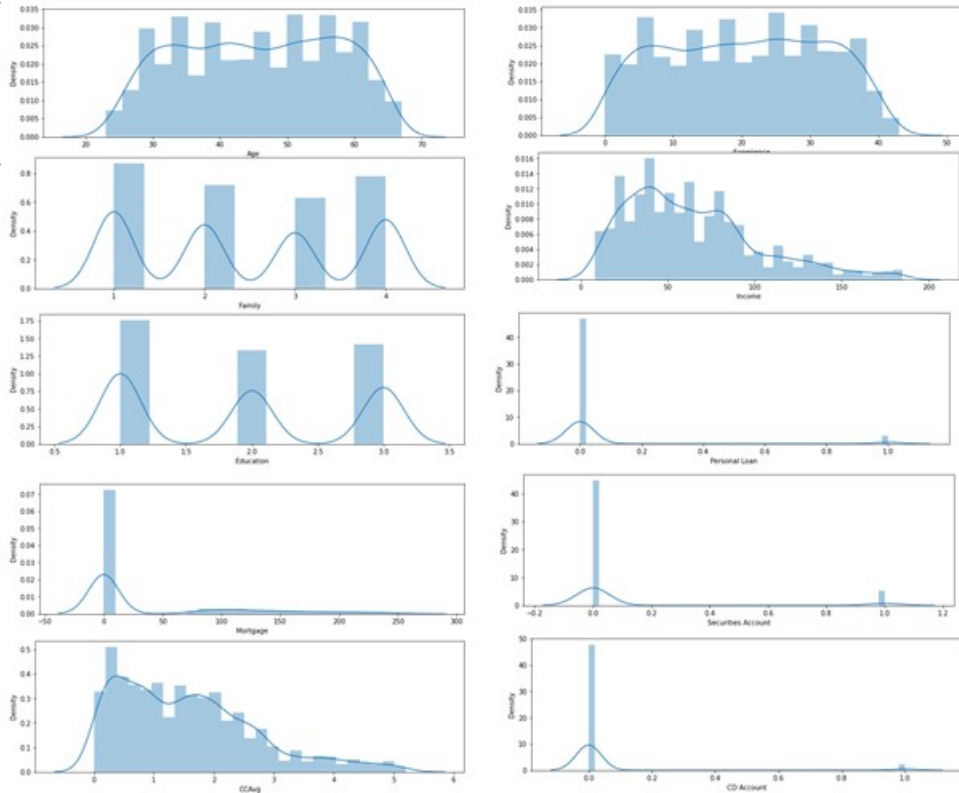 0.035
0.030
0.025
0.020
0.015
0.010
0.005
0.000
Density
20 30 40 50 60 70
Age
0.035
0.030
0.025
0.020
0.015
0.010
0.005
0.000
Density
0 10 20 30 40 50
Experience
0.8
0.6
0.4
0.2
0.0
Density
1 2 3 4
Family
0.016
0.014
0.012
0.010
0.008
0.006
0.004
0.002
0.000
Density
0 50 100 150 200
Income
1.75
1.50
1.25
1.00
0.75
0.50
0.25
0.00
Density
0.5 1.0 1.5 2.0 2.5 3.0 3.5
Education
40
30
20
10
0
Density
0.0 0.2 0.4 0.6 0.8 1.0
Personal Loan
0.07
0.06
0.05
0.04
0.03
0.02
0.01
0.00
Density
−50 0 50 100 150 200 250 300
Mortgage
40
30
20
10
0
Density
−0.2 0.0 0.2 0.4 0.6 0.8 1.0 1.2
Securities Account
0.5
0.4
0.3
0.2
0.1
0.0
Density
0 1 2 3 4 5 6
CCAvg
50
40
30
20
10
0
Density
0.0 0.2 0.4 0.6 0.8 1.0
CD Account